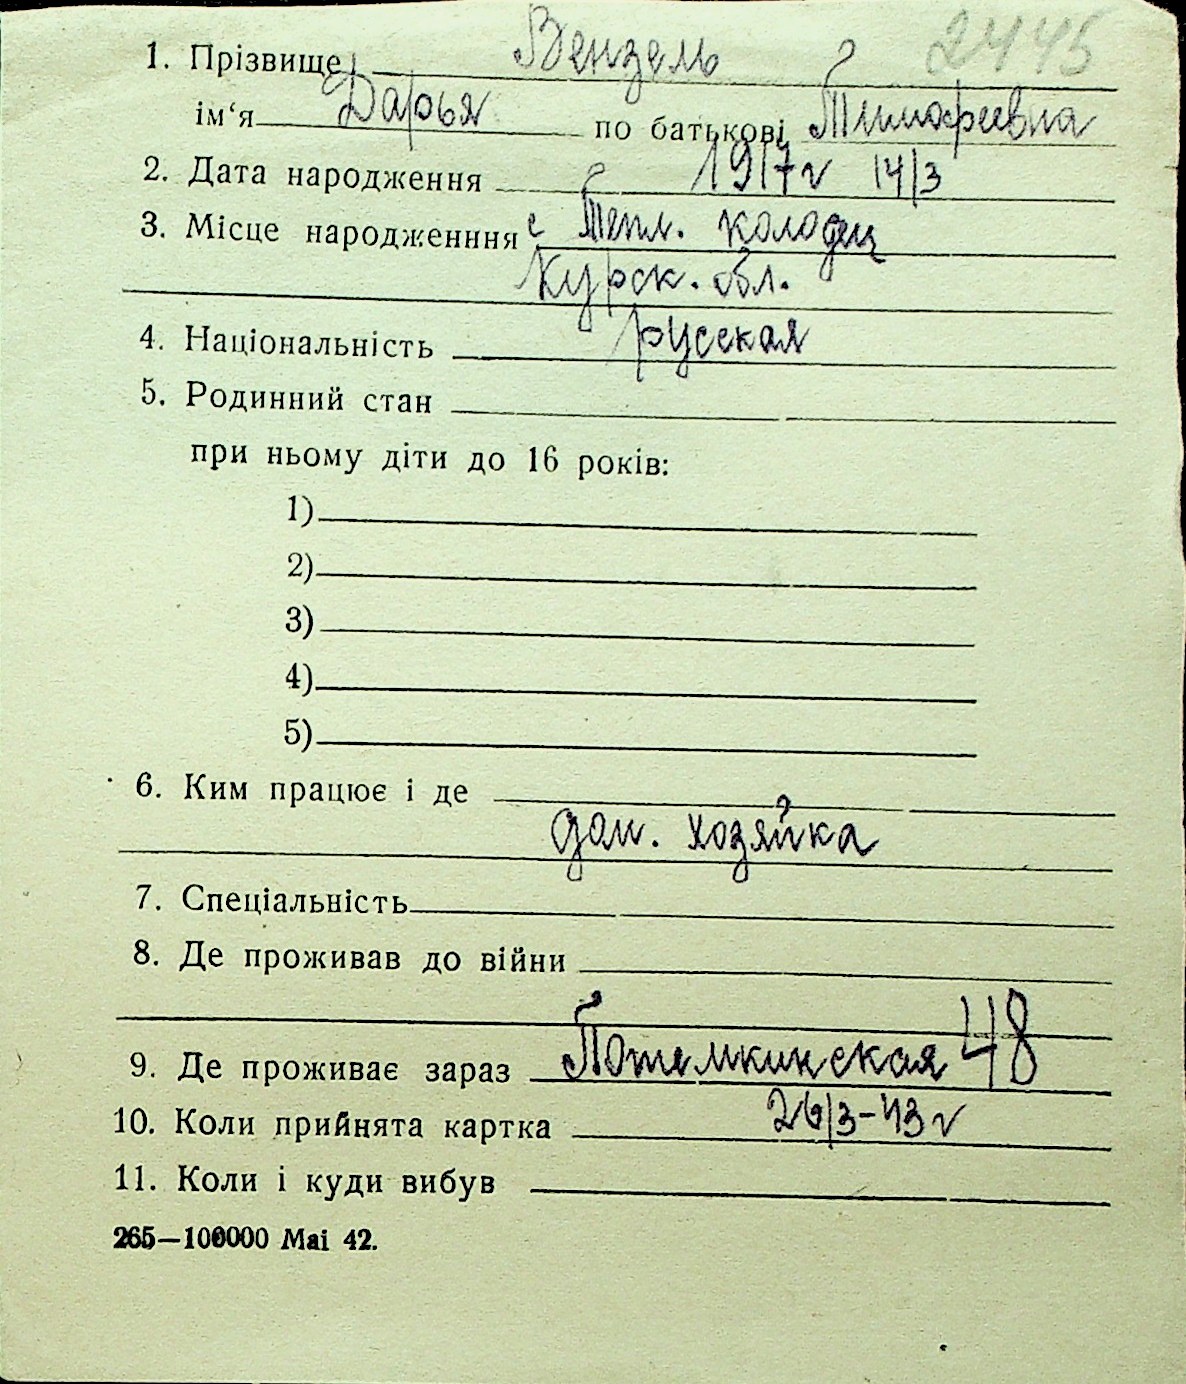 2445
1. Прізвище Вензель
ім‘я Дарья по батькові Тимофеевна
2. Дата народження 1917г 14/3
3. Місце народженння с Тепл. колодец
Курск. обл.
4. Національність русская
5. Родинний стан
при ньому діти до 16 років:
1)
2)
3)
4)
5)
6. Ким працює і де
дом. хозяйка
7. Спеціальність
8. Де проживав до війни
9. Де проживає зараз Потемкинская 48
10. Коли прийнята картка 26/3-43 г
11. Коли і куди вибув
265—100000 Маі 42.